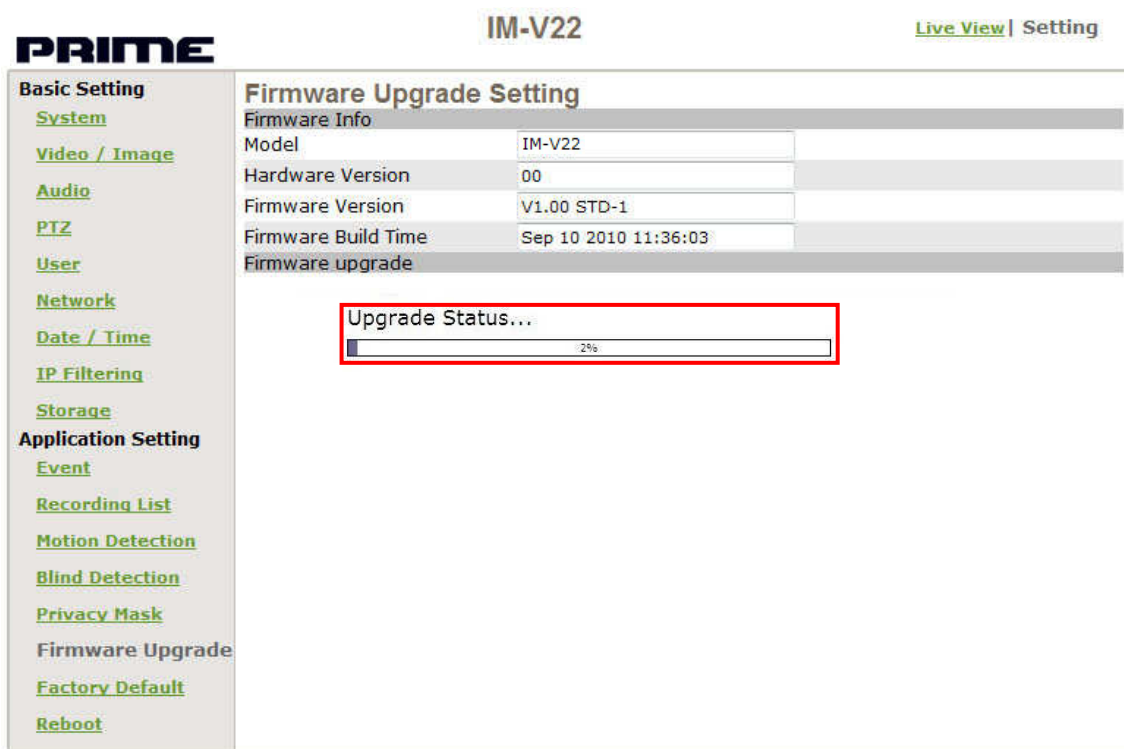 PRIME
IM-V22
Live View | Setting
Basic Setting
System
Video / Image
Audio
PTZ
User
Network
Date / Time
IP Filtering
Storage
Application Setting
Event
Recording List
Motion Detection
Blind Detection
Privacy Mask
Firmware Upgrade
Factory Default
Reboot
Firmware Upgrade Setting
Firmware Info
Model IM-V22
Hardware Version 00
Firmware Version V1.00 STD-1
Firmware Build Time Sep 10 2010 11:36:03
Firmware upgrade
Upgrade Status...
2%